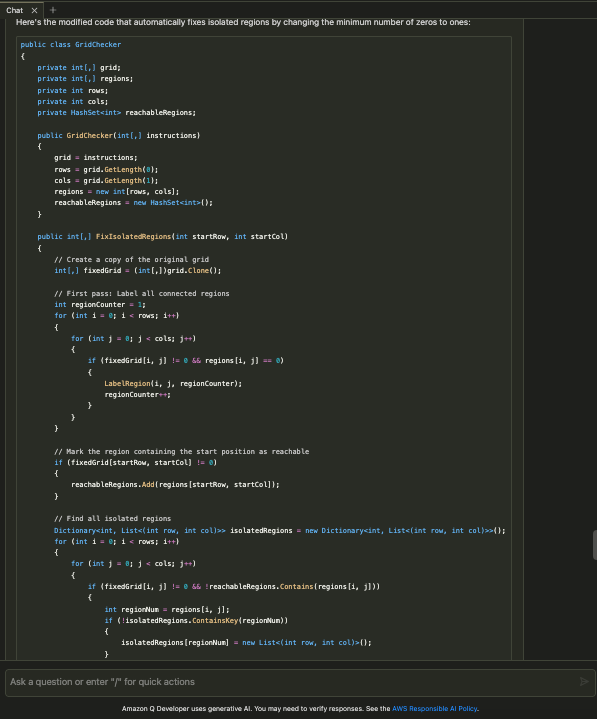 Chat × +
Here's the modified code that automatically fixes isolated regions by changing the minimum number of zeros to ones:
public class GridChecker
{
    private int[,] grid;
    private int[,] regions;
    private int rows;
    private int cols;
    private HashSet<int> reachableRegions;

    public GridChecker(int[,] instructions)
    {
        grid = instructions;
        rows = grid.GetLength(0);
        cols = grid.GetLength(1);
        regions = new int[rows, cols];
        reachableRegions = new HashSet<int>();
    }

    public int[,] FixIsolatedRegions(int startRow, int startCol)
    {
        // Create a copy of the original grid
        int[,] fixedGrid = (int[,])grid.Clone();

        // First pass: Label all connected regions
        int regionCounter = 1;
        for (int i = 0; i < rows; i++)
        {
            for (int j = 0; j < cols; j++)
            {
                if (fixedGrid[i, j] != 0 && regions[i, j] == 0)
                {
                    LabelRegion(i, j, regionCounter);
                    regionCounter++;
                }
            }
        }

        // Mark the region containing the start position as reachable
        if (fixedGrid[startRow, startCol] != 0)
        {
            reachableRegions.Add(regions[startRow, startCol]);
        }

        // Find all isolated regions
        Dictionary<int, List<(int row, int col)>> isolatedRegions = new Dictionary<int, List<(int row, int col)>>();
        for (int i = 0; i < rows; i++)
        {
            for (int j = 0; j < cols; j++)
            {
                if (fixedGrid[i, j] != 0 && !reachableRegions.Contains(regions[i, j]))
                {
                    int regionNum = regions[i, j];
                    if (!isolatedRegions.ContainsKey(regionNum))
                    {
                        isolatedRegions[regionNum] = new List<(int row, int col)>();
                    }
Ask a question or enter "/" for quick actions
Amazon Q Developer uses generative AI. You may need to verify responses. See the AWS Responsible AI Policy.